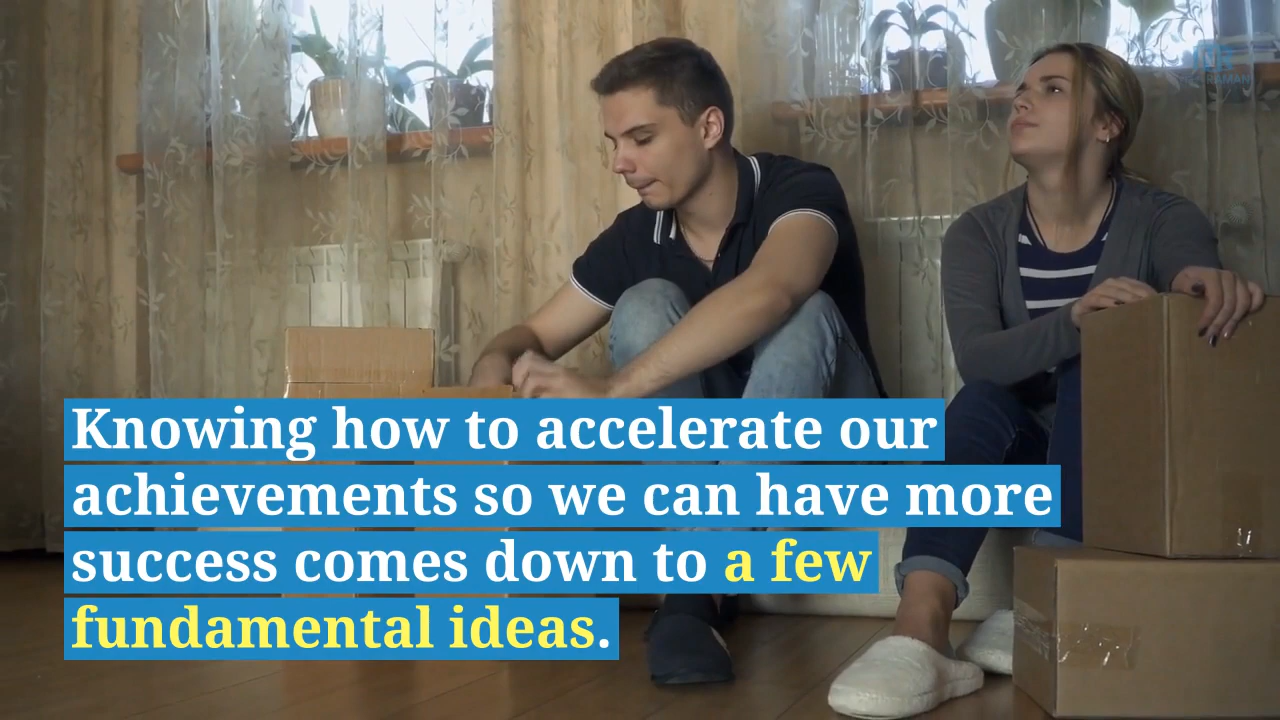 Knowing how to accelerate our
achievements so we can have more
success comes down to a few
fundamental ideas.